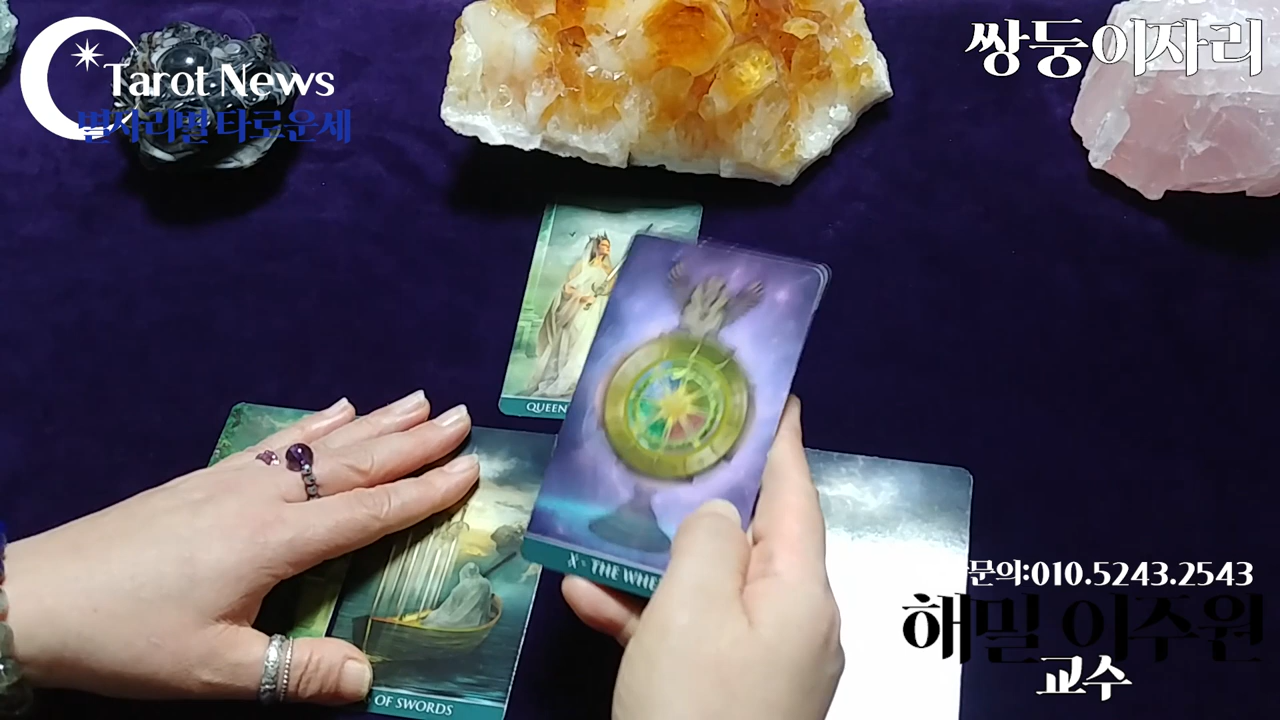 Tarot·News
별자리별 타로운세
쌍둥이자리
QUEEN
X - THE WHE
OF SWORDS
문의:010.5243.2543
해밀 이주원
교수